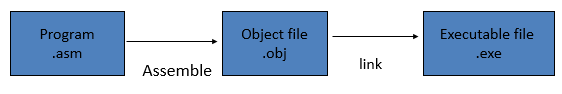 Program
.asm
Assemble
Object file
.obj
link
Executable file
.exe